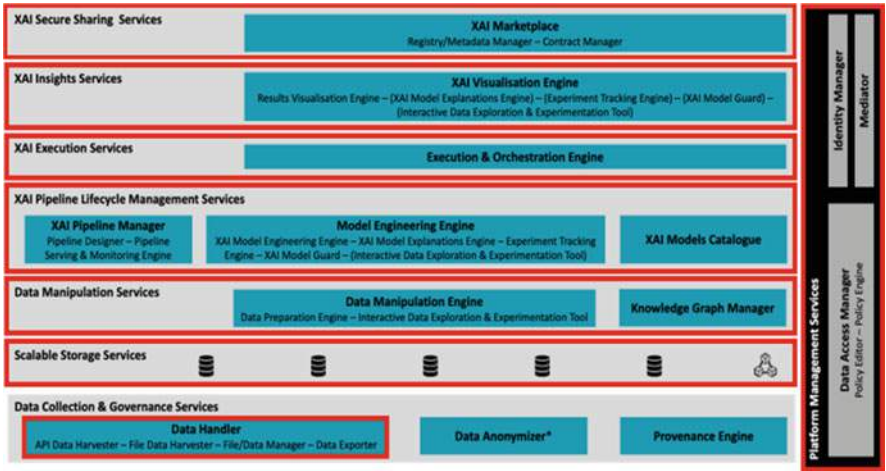 XAI Secure Sharing Services
XAI Marketplace
Registry/Metadata Manager – Contract Manager
XAI Insights Services
XAI Visualisation Engine
Results Visualisation Engine – (XAI Model Explanations Engine) – (Experiment Tracking Engine) – (XAI Model Guard) –
(Interactive Data Exploration & Experimentation Tool)
XAI Execution Services
Execution & Orchestration Engine
XAI Pipeline Lifecycle Management Services
XAI Pipeline Manager
Pipeline Designer – Pipeline
Serving & Monitoring Engine
Model Engineering Engine
XAI Model Engineering Engine – XAI Model Explanations Engine – Experiment Tracking
Engine – XAI Model Guard – (Interactive Data Exploration & Experimentation Tool)
XAI Models Catalogue
Data Manipulation Services
Data Manipulation Engine
Data Preparation Engine – Interactive Data Exploration & Experimentation Tool
Knowledge Graph Manager
Scalable Storage Services
Data Collection & Governance Services
Data Handler
API Data Harvester – File Data Harvester – File/Data Manager – Data Exporter
Data Anonymizer*
Provenance Engine
Platform Management Services
Identity Manager
Mediator
Data Access Manager
Policy Editor – Policy Engine